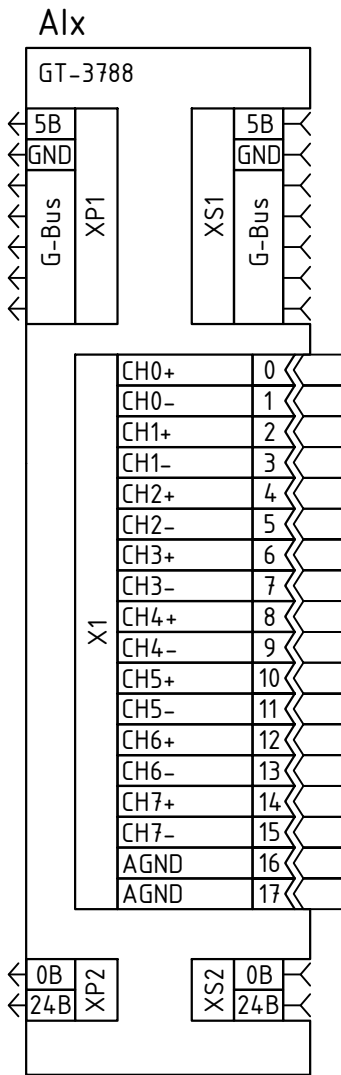 AIx
GT-3788
5В
GND
G-Bus
XP1
XS1
5В
GND
G-Bus
X1
CH0+ 0
CH0- 1
CH1+ 2
CH1- 3
CH2+ 4
CH2- 5
CH3+ 6
CH3- 7
CH4+ 8
CH4- 9
CH5+ 10
CH5- 11
CH6+ 12
CH6- 13
CH7+ 14
CH7- 15
AGND 16
AGND 17
0В
24В
XP2
XS2
0В
24В